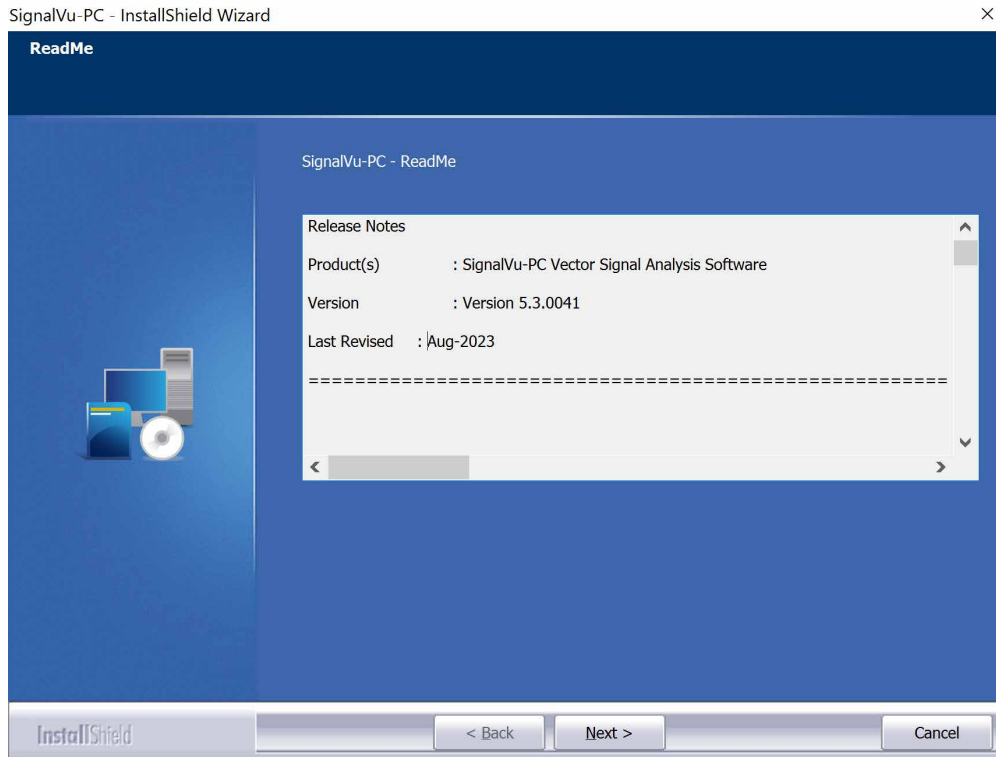 SignalVu-PC - InstallShield Wizard
ReadMe
SignalVu-PC - ReadMe
Release Notes
Product(s) : SignalVu-PC Vector Signal Analysis Software
Version : Version 5.3.0041
Last Revised : Aug-2023
=======================================================
InstallShield
< Back
Next >
Cancel